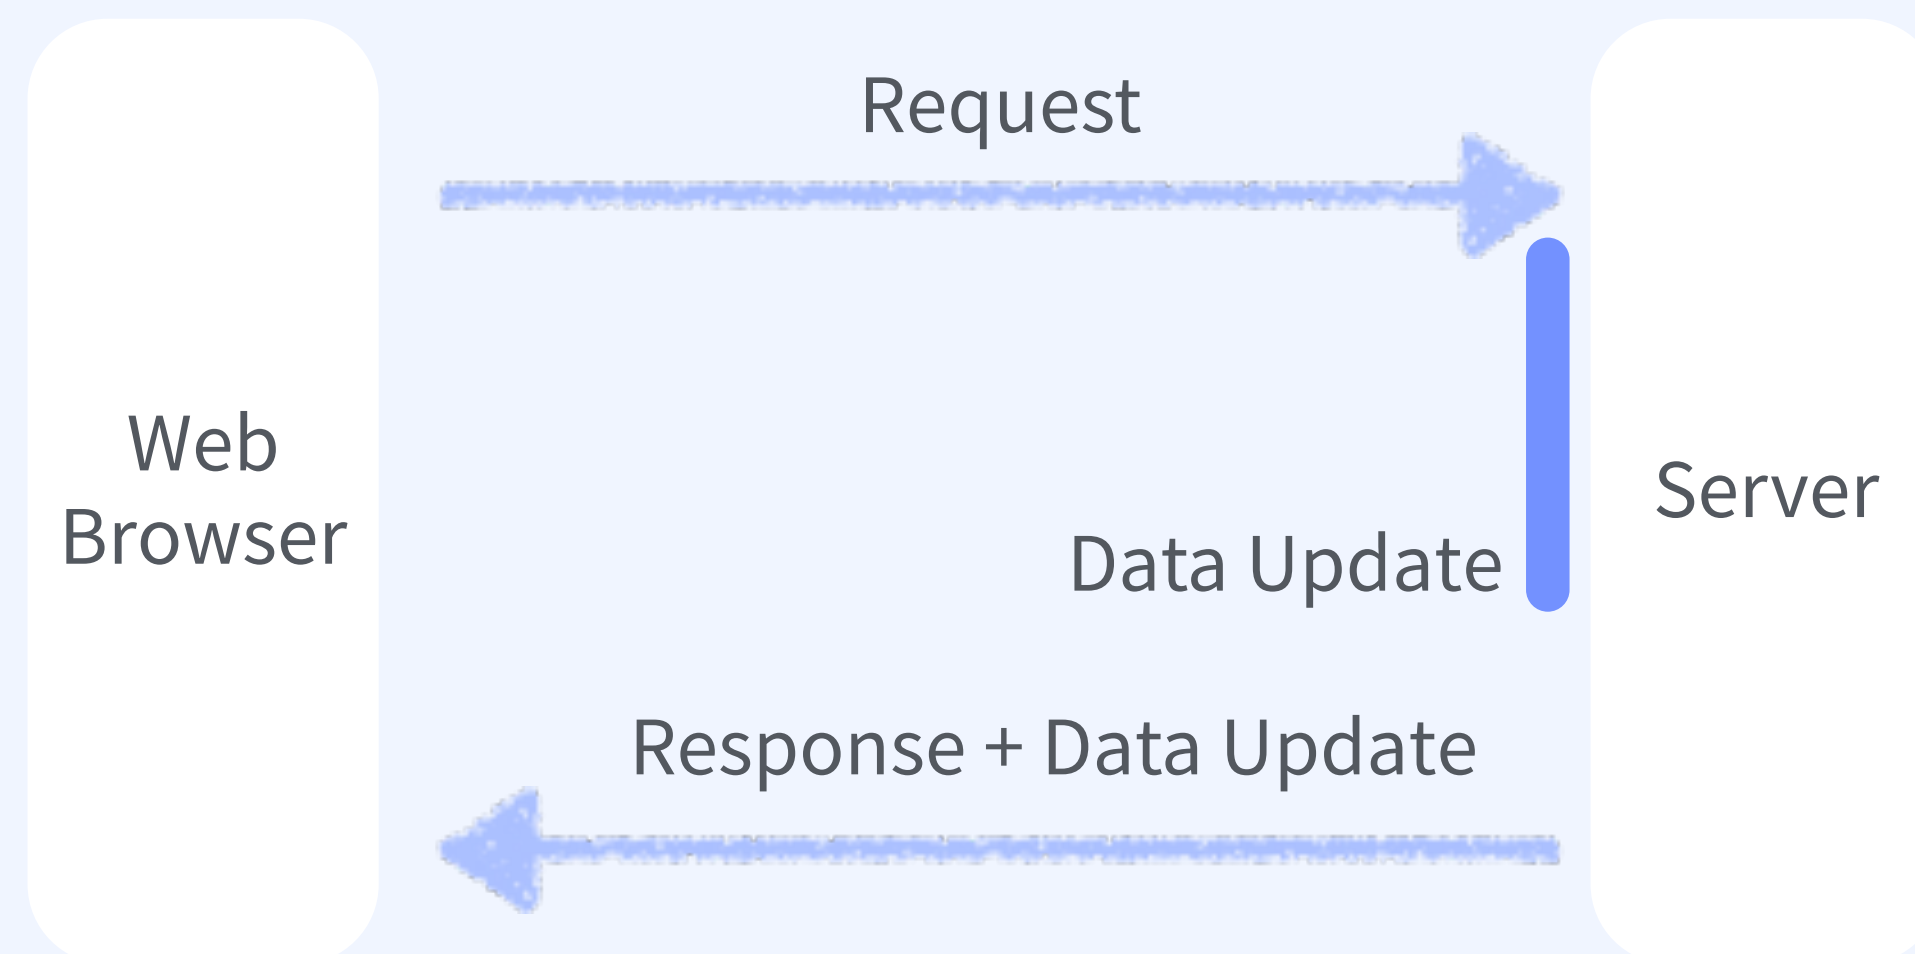 Request
Web
Browser
Server
Data Update
Response + Data Update